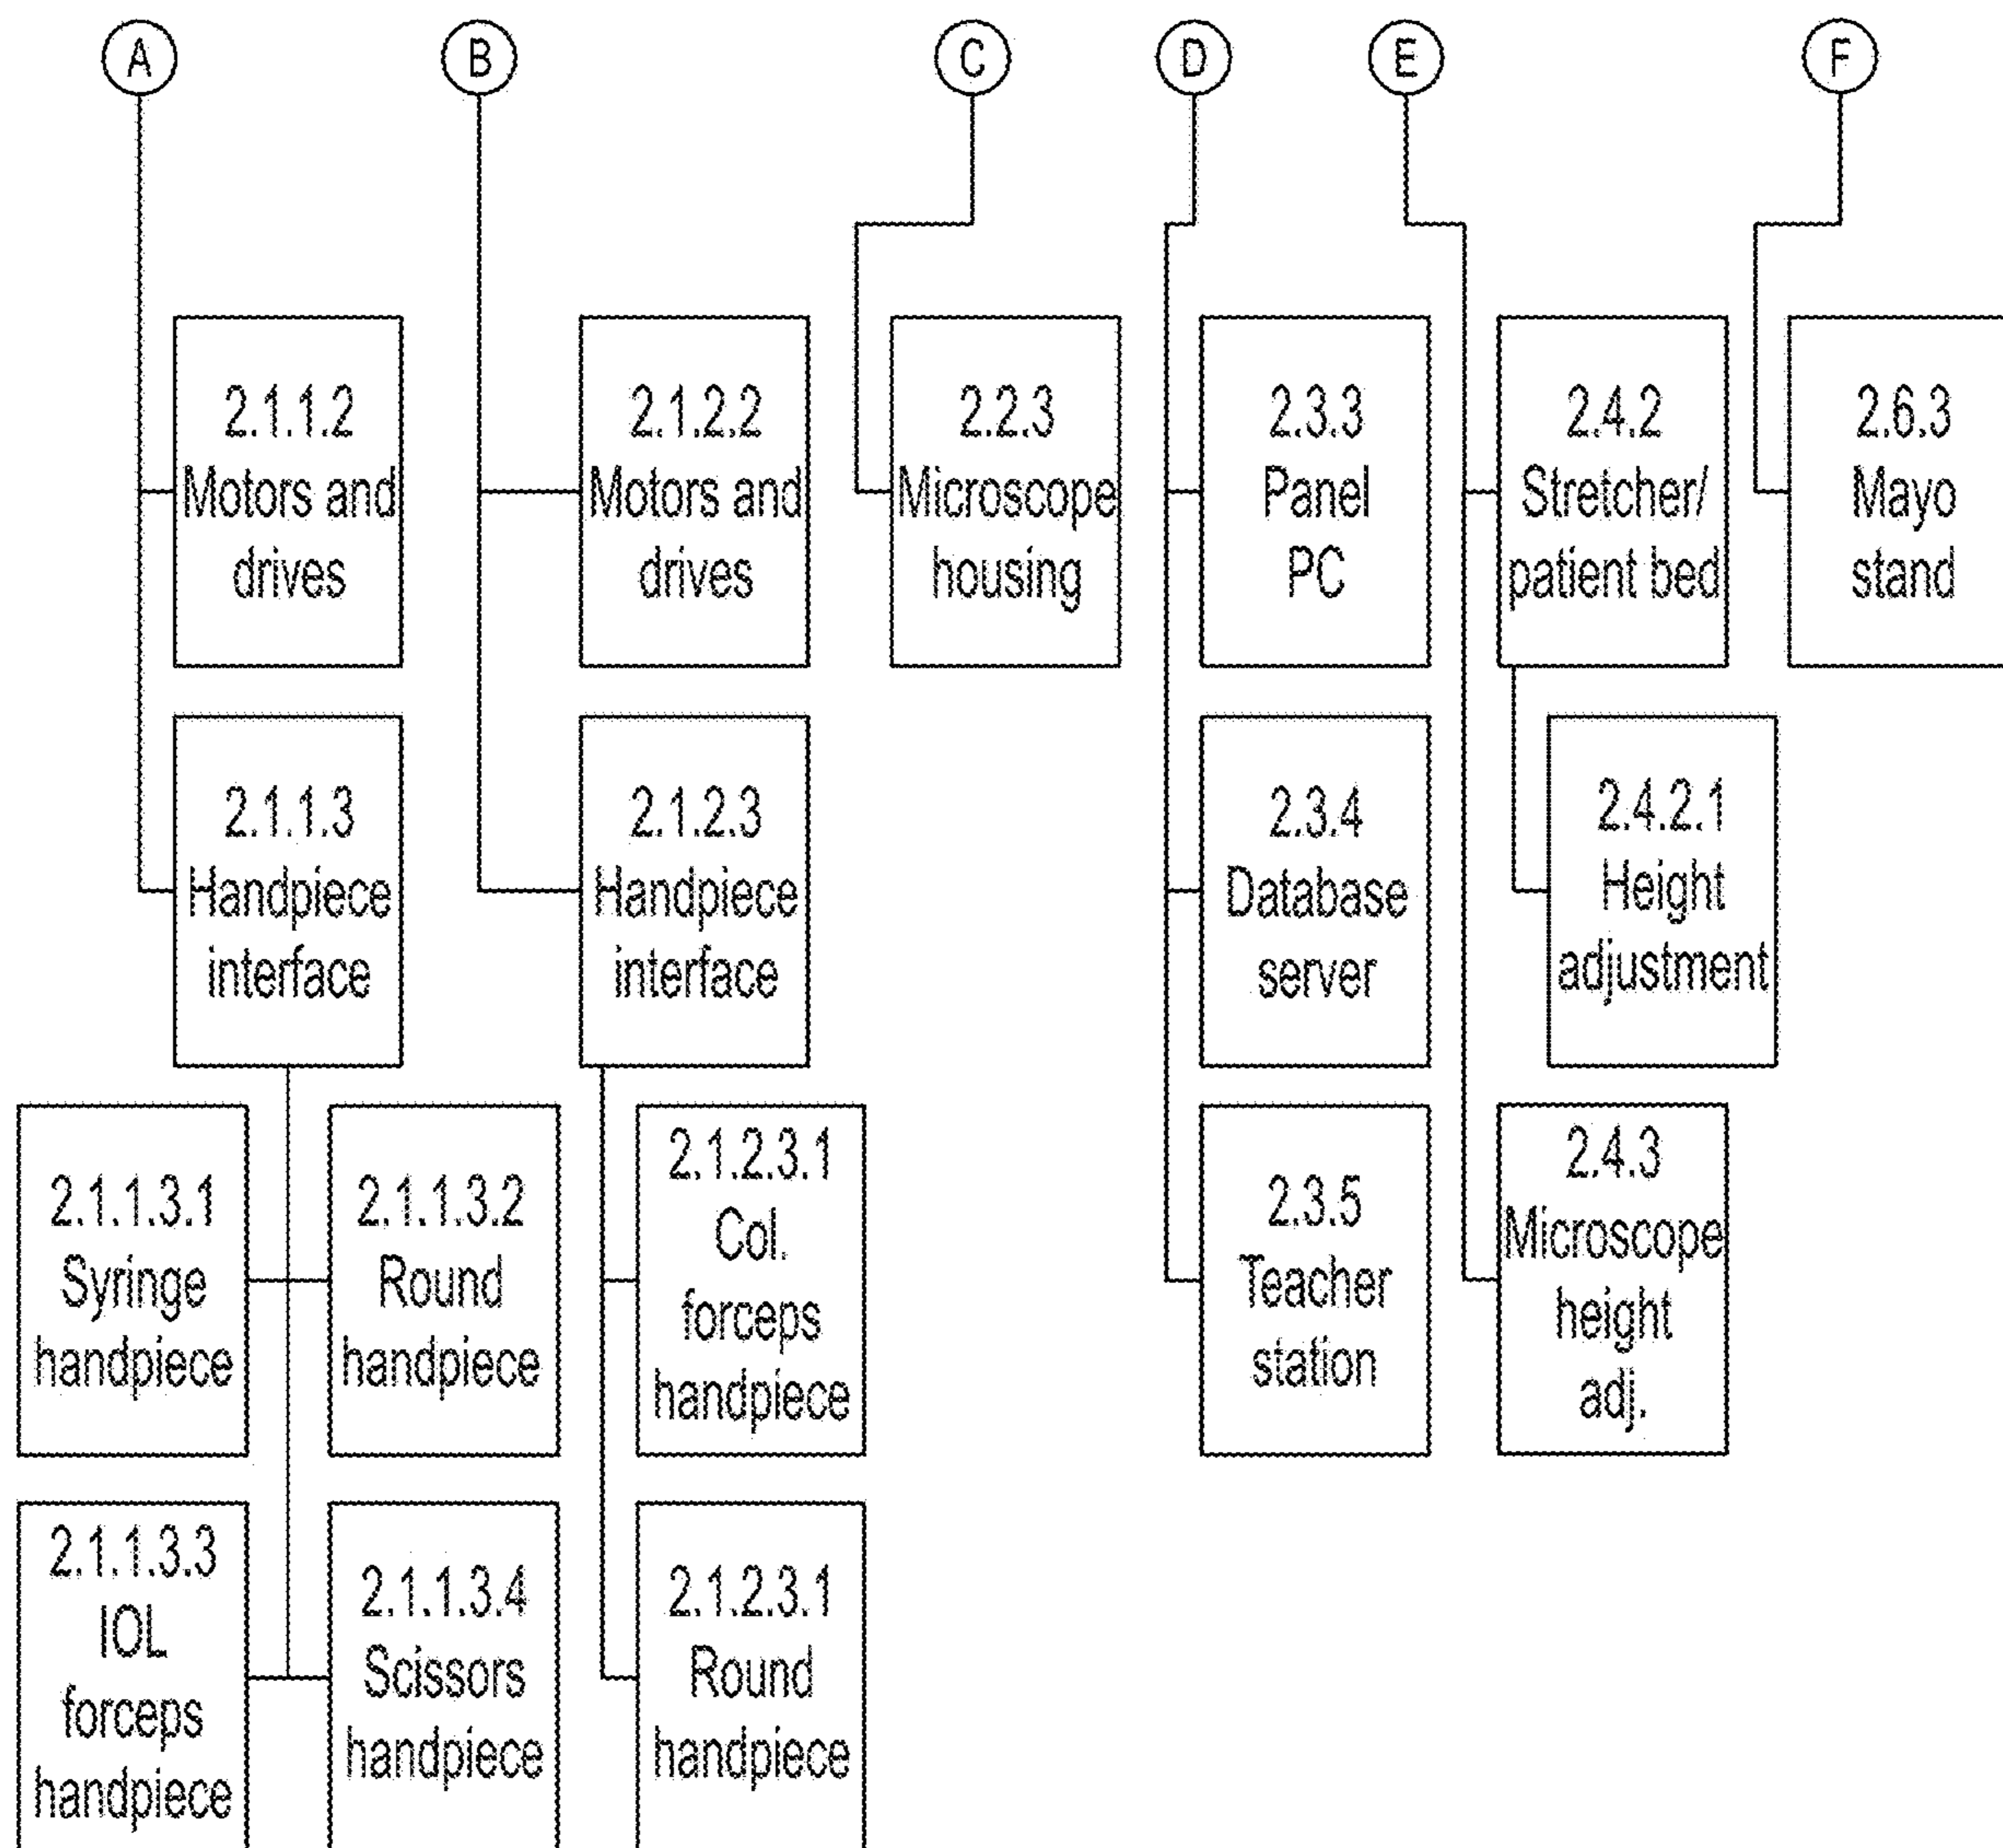 A
B
C
D
E
F
2.1.1.2
Motors and
drives
2.1.2.2
Motors and
drives
2.2.3
Microscope
housing
2.3.3
Panel
PC
2.4.2
Stretcher/
patient bed
2.6.3
Mayo
stand
2.1.1.3
Handpiece
interface
2.1.2.3
Handpiece
interface
2.3.4
Database
server
2.4.2.1
Height
adjustment
2.1.1.3.1
Syringe
handpiece
2.1.1.3.2
Round
handpiece
2.1.2.3.1
Col.
forceps
handpiece
2.3.5
Teacher
station
2.4.3
Microscope
height
adj.
2.1.1.3.3
IOL
forceps
handpiece
2.1.1.3.4
Scissors
handpiece
2.1.2.3.1
Round
handpiece